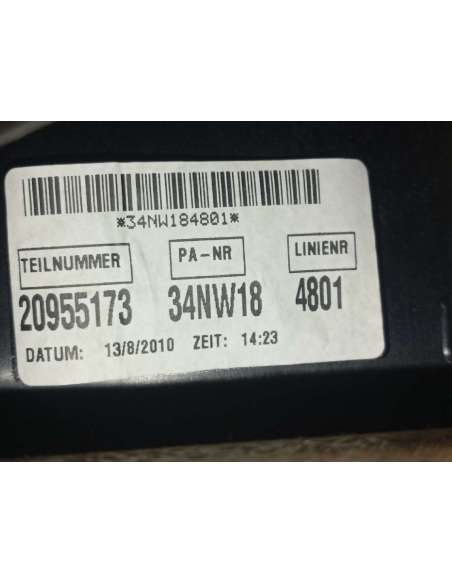 *34NW184801*
TEILNUMMER PA-NR LINIENR
20955173 34NW18 4801
DATUM: 13/8/2010 ZEIT: 14:23